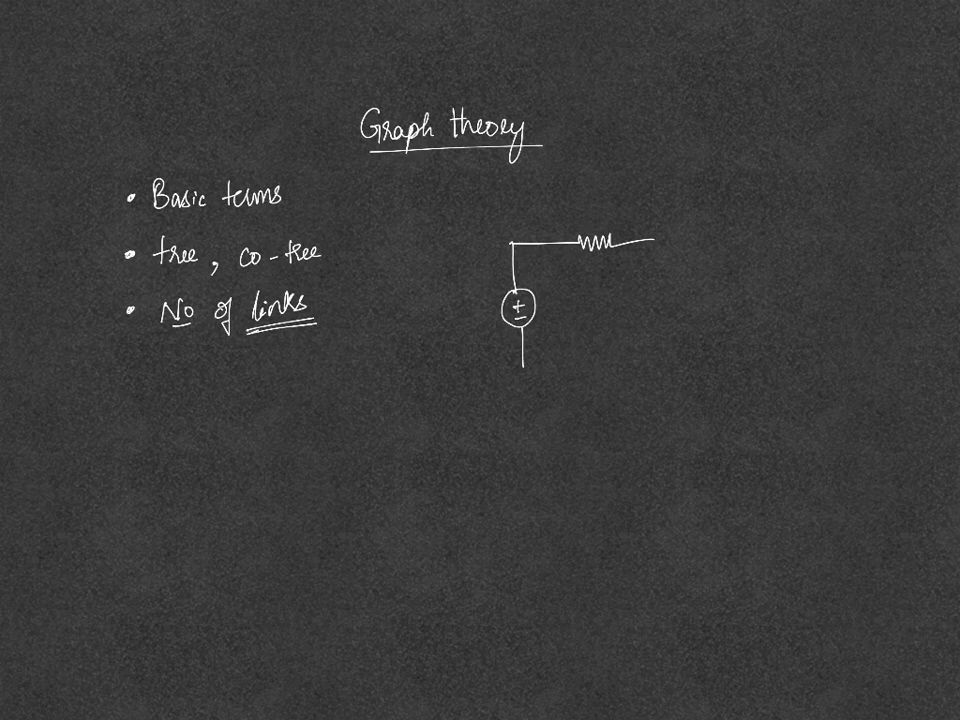 Graph theory
• Basic terms
• tree, co-tree
• No of links
±